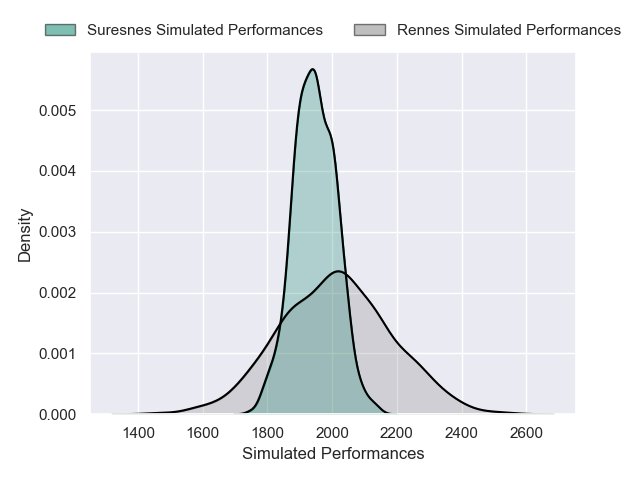 Suresnes Simulated Performances Rennes Simulated Performances
0.005
0.004
0.003
0.002
0.001
0.000
Density
1400 1600 1800 2000 2200 2400 2600
Simulated Performances